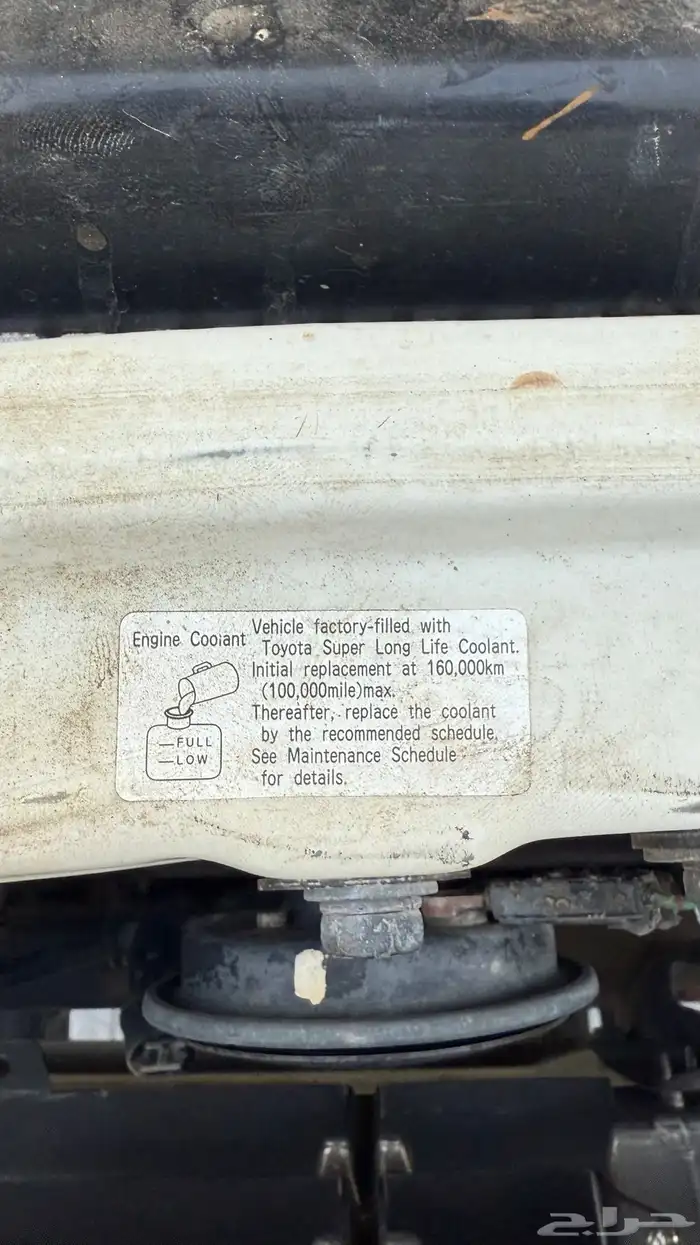 Engine Coolant
Vehicle factory-filled with
Toyota Super Long Life Coolant.
Initial replacement at 160,000km
(100,000mile)max.
Thereafter, replace the coolant
by the recommended schedule.
See Maintenance Schedule
for details.
FULL
LOW
حراج